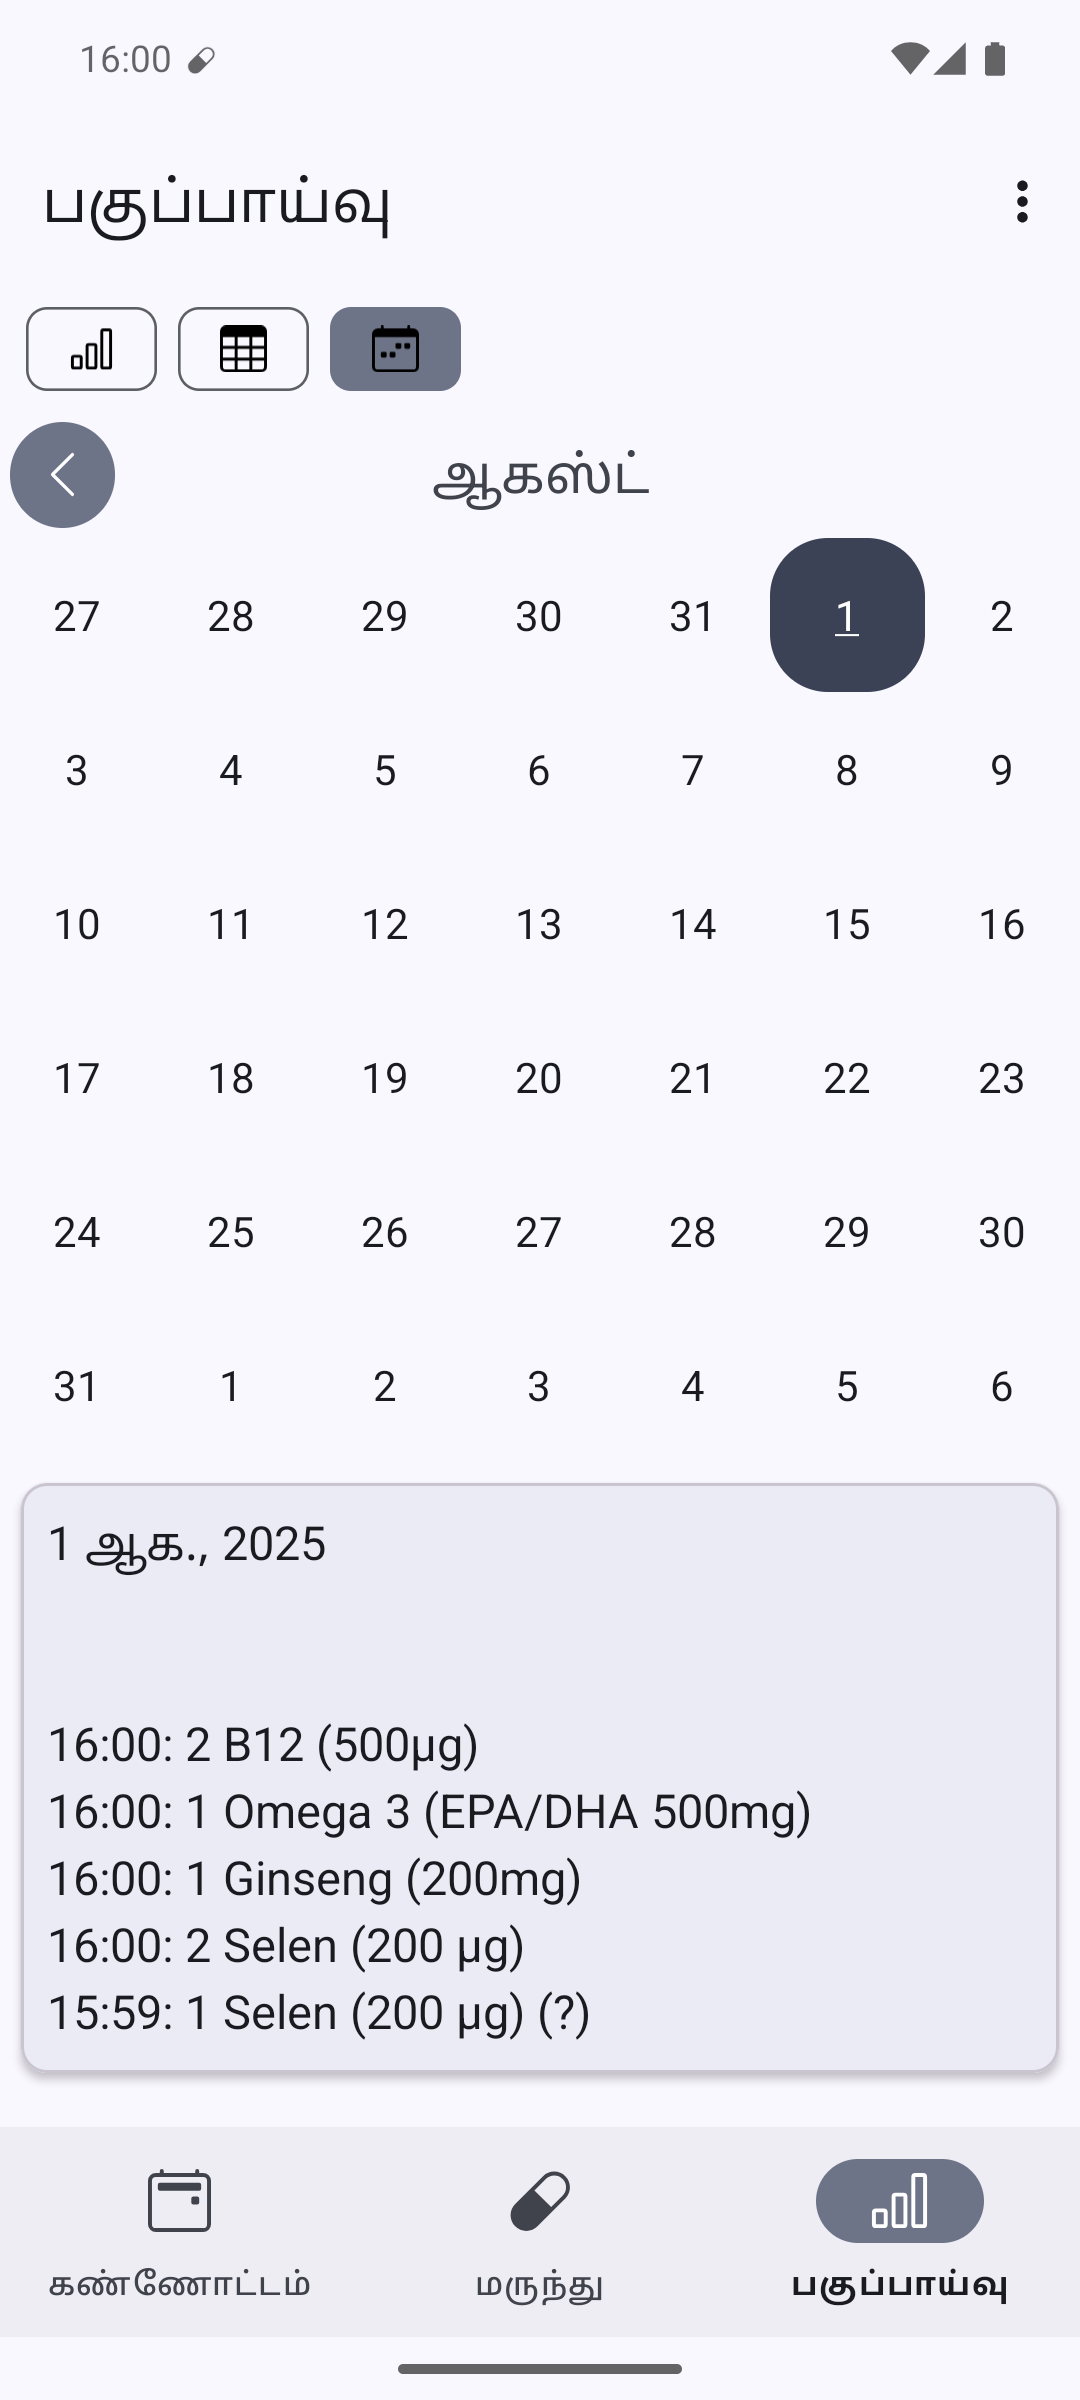 16:00
பகுப்பாய்வு
ஆகஸ்ட்
27 28 29 30 31 1 2
3 4 5 6 7 8 9
10 11 12 13 14 15 16
17 18 19 20 21 22 23
24 25 26 27 28 29 30
31 1 2 3 4 5 6
1 ஆக., 2025
16:00: 2 B12 (500µg)
16:00: 1 Omega 3 (EPA/DHA 500mg)
16:00: 1 Ginseng (200mg)
16:00: 2 Selen (200 µg)
15:59: 1 Selen (200 µg) (?)
கண்ணோட்டம் மருந்து பகுப்பாய்வு